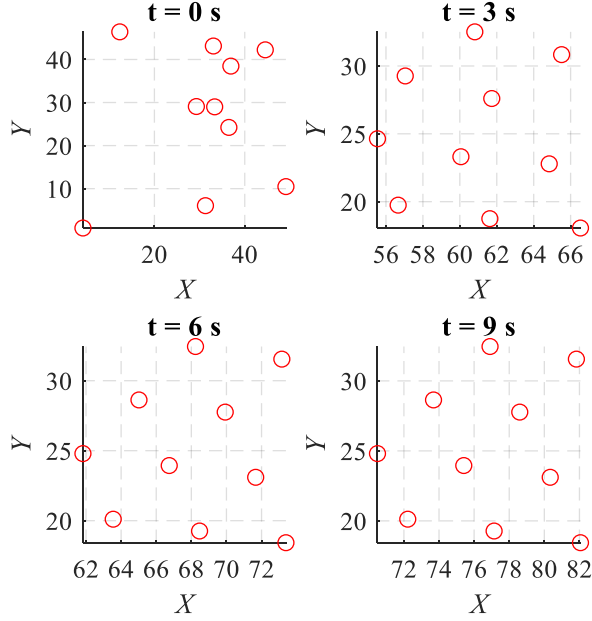 t = 0 s
40
30
20
10
Y
20 40
X
t = 3 s
30
25
20
Y
56 58 60 62 64 66
X
t = 6 s
30
25
20
Y
62 64 66 68 70 72
X
t = 9 s
30
25
20
Y
72 74 76 78 80 82
X